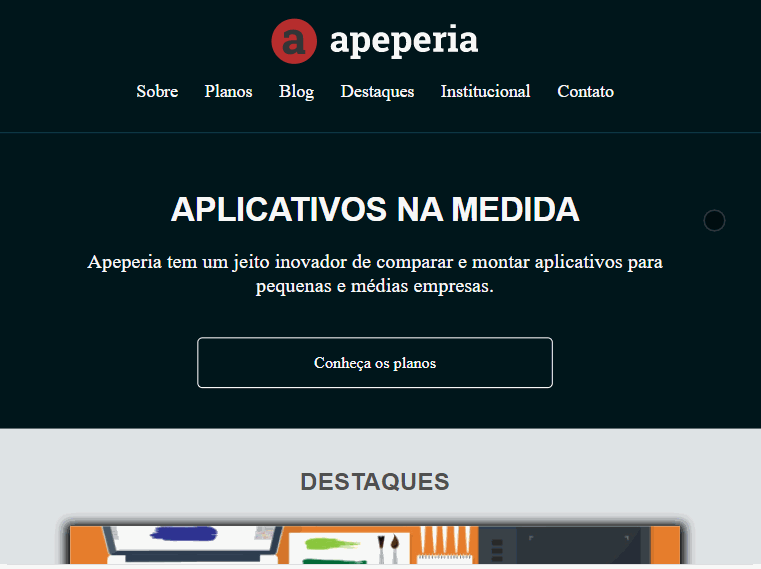 a apeperia
Sobre Planos Blog Destaques Institucional Contato
APLICATIVOS NA MEDIDA
Apeperia tem um jeito inovador de comparar e montar aplicativos para
pequenas e médias empresas.
Conheça os planos
DESTAQUES